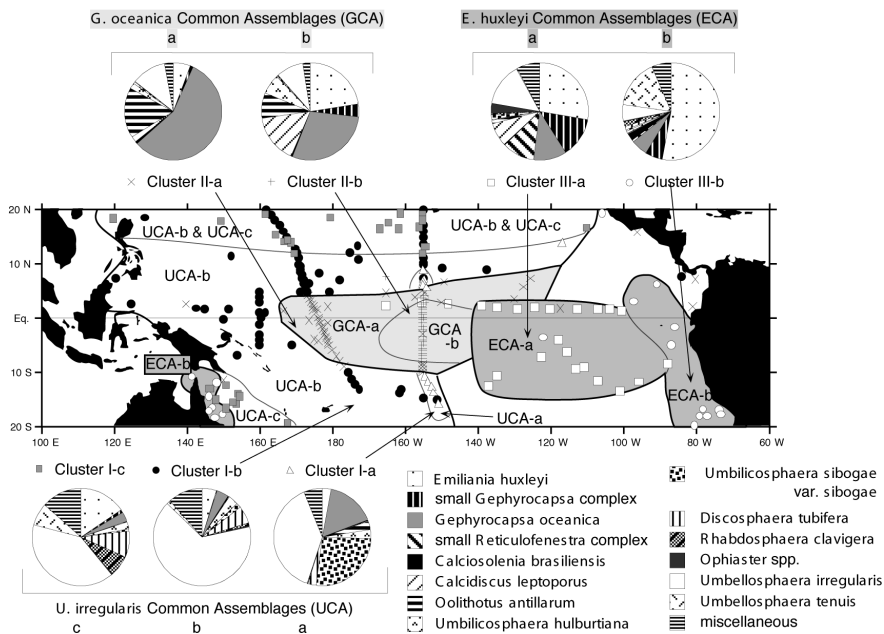 G. oceanica Common Assemblages (GCA)
a
b
E. huxleyi Common Assemblages (ECA)
a
b
Cluster II-a
Cluster II-b
Cluster III-a
Cluster III-b
20 N
10 N
Eq.
10 S
20 S
UCA-b & UCA-c
UCA-b & UCA-c
UCA-b
UCA-b
GCA-a
GCA
-b
ECA-a
ECA-b
ECA-b
UCA-b
UCA-b
UCA-c
UCA-a
100 E
120 E
140 E
160 E
180
160 W
140 W
120 W
100 W
80 W
60 W
Cluster I-c
Cluster I-b
Cluster I-a
U. irregularis Common Assemblages (UCA)
c
b
a
Emiliania huxleyi
small Gephyrocapsa complex
Gephyrocapsa oceanica
small Reticulofenestra complex
Calciosolenia brasiliensis
Calcidiscus leptoporus
Oolithotus antillarum
Umbilicosphaera hulburtiana
Umbilicosphaera sibogae
var. sibogae
Discosphaera tubifera
Rhabdosphaera clavigera
Ophiaster spp.
Umbellosphaera irregularis
Umbellosphaera tenuis
miscellaneous